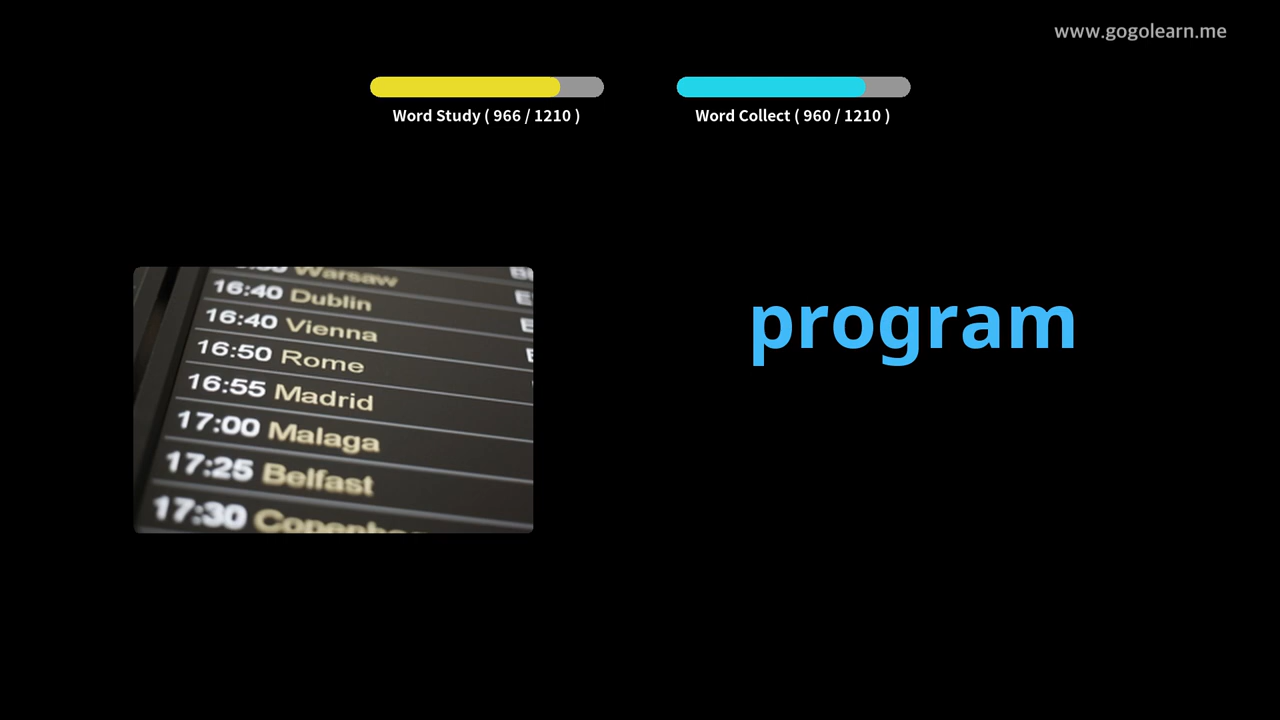 www.gogolearn.me
Word Study ( 966 / 1210 )
Word Collect ( 960 / 1210 )
Warsaw
16:40 Dublin
16:40 Vienna
16:50 Rome
16:55 Madrid
17:00 Malaga
17:25 Belfast
17:30
program